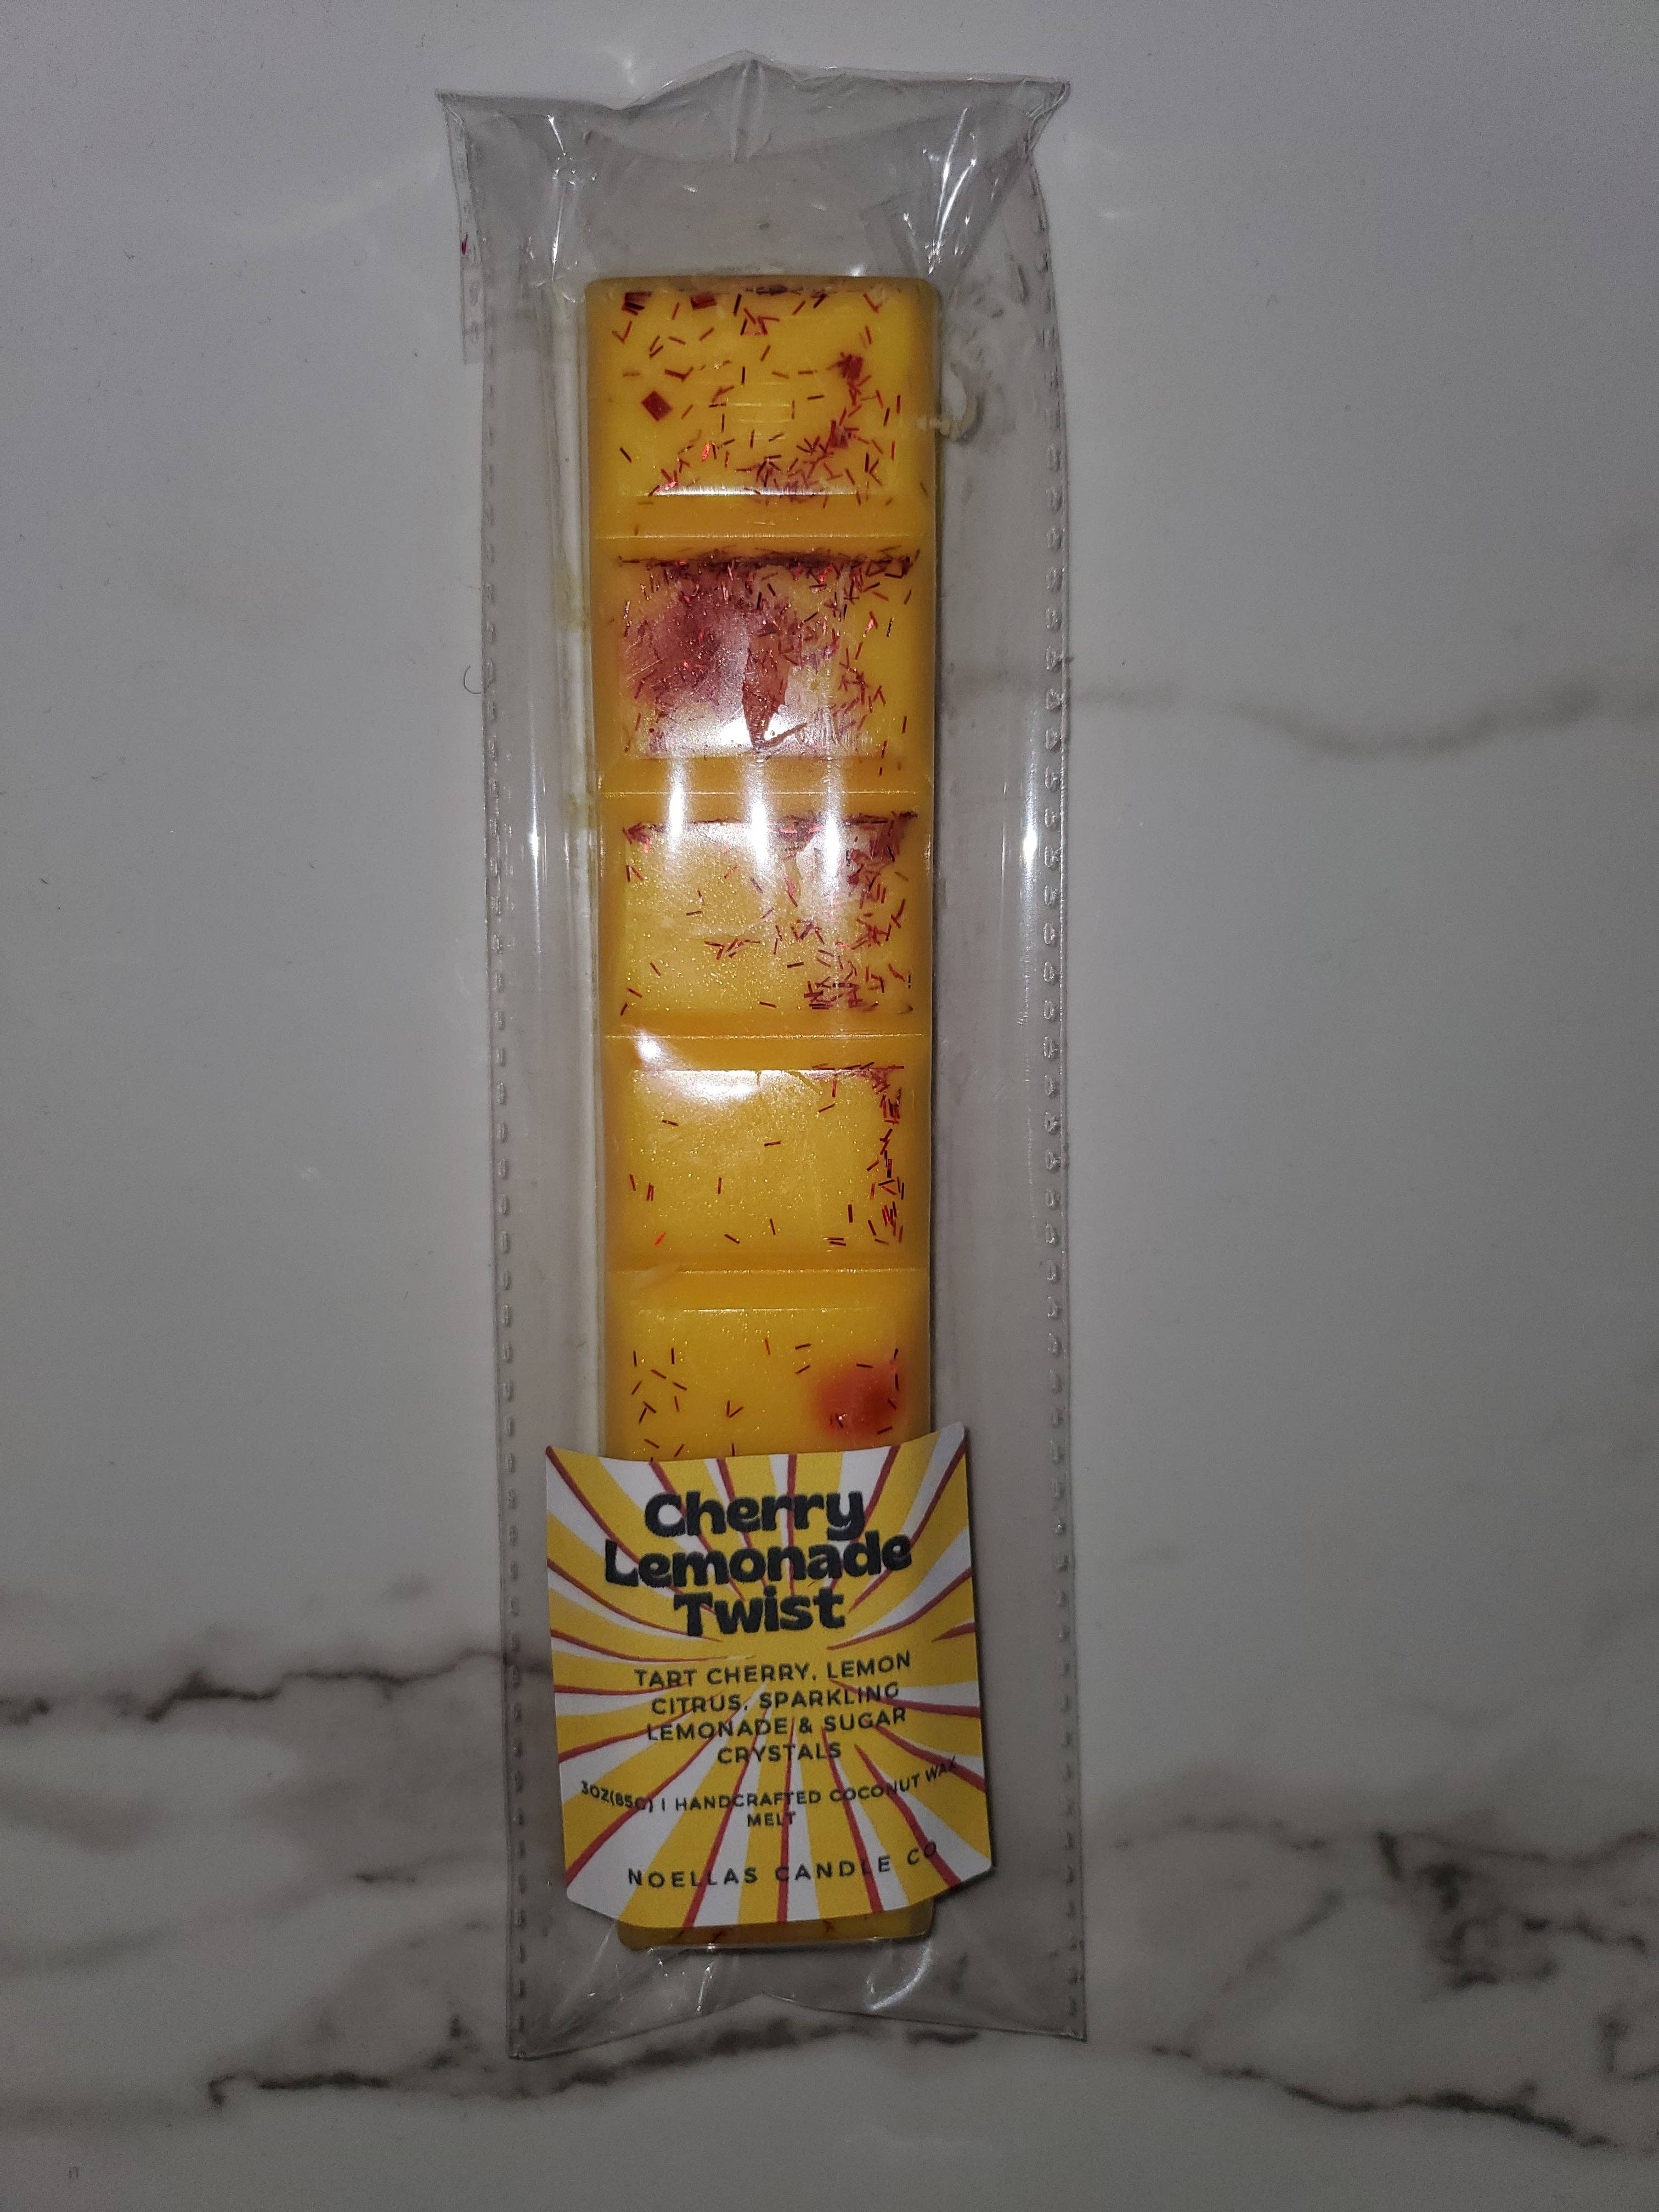 Cherry
Lemonade
Twist
TART CHERRY, LEMON
CITRUS, SPARKLING
LEMONADE & SUGAR
CRYSTALS
3OZ(85G) | HANDCRAFTED COCONUT WAX
MELT
NOELLAS CANDLE CO